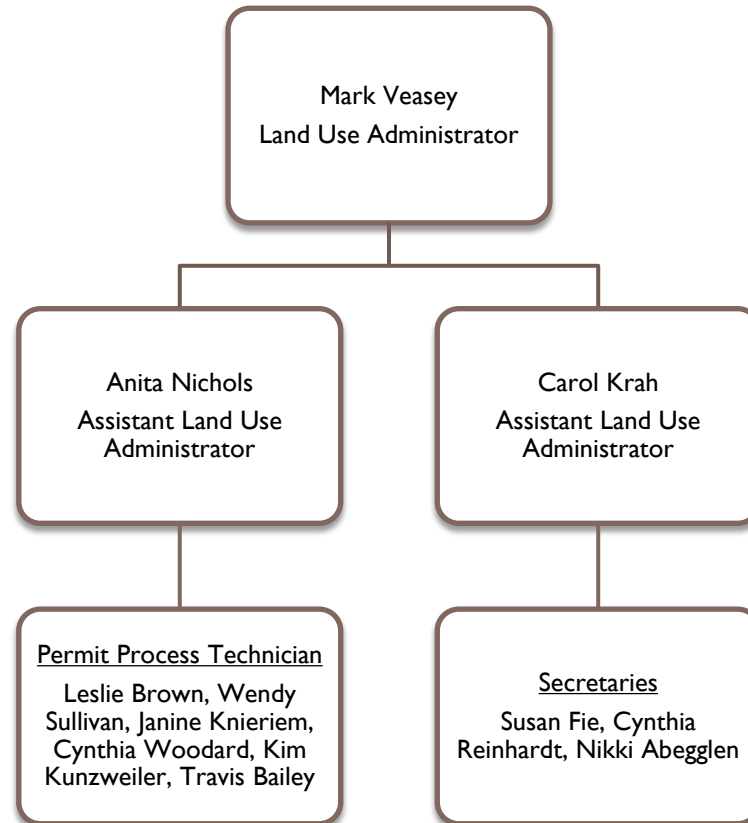 Mark Veasey
Land Use Administrator
Anita Nichols
Assistant Land Use
Administrator
Carol Krah
Assistant Land Use
Administrator
Permit Process Technician
Leslie Brown, Wendy
Sullivan, Janine Knieriem,
Cynthia Woodard, Kim
Kunzweiler, Travis Bailey
Secretaries
Susan Fie, Cynthia
Reinhardt, Nikki Abegglen